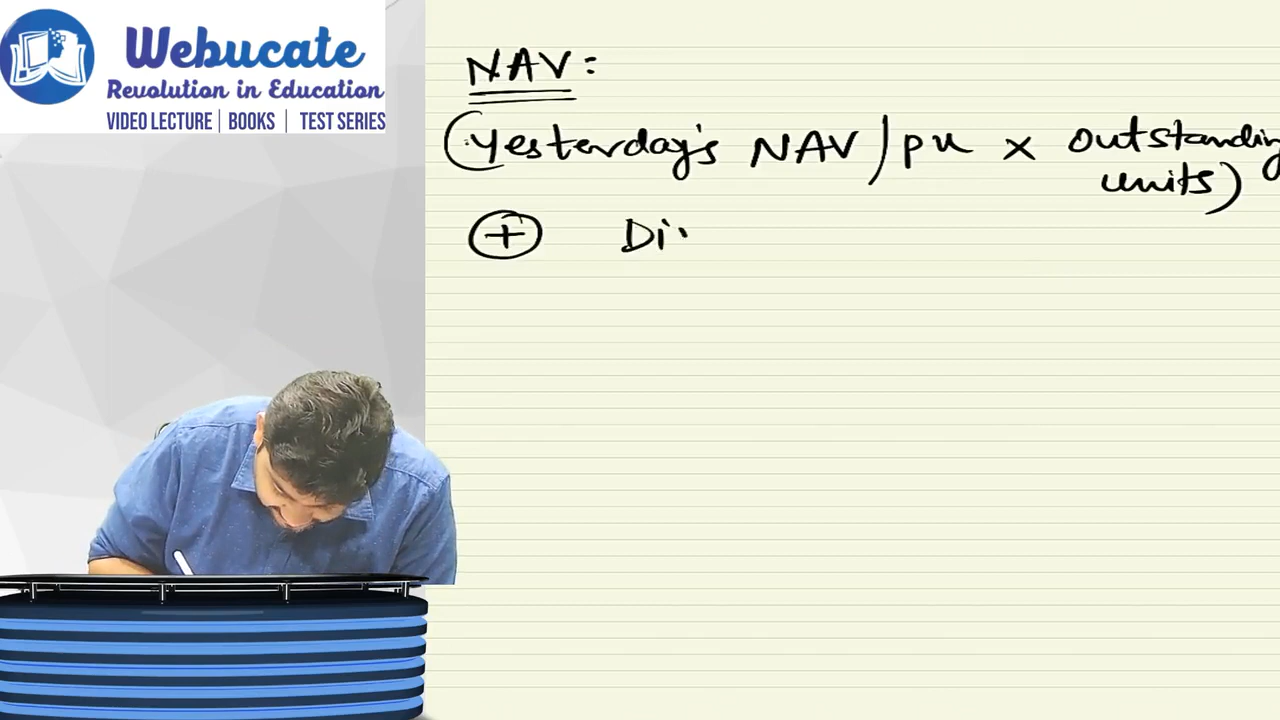 Webucate
Revolution in Education
VIDEO LECTURE | BOOKS | TEST SERIES
NAV:
(Yesterday's NAV/pu × outstanding
units)
+ Di